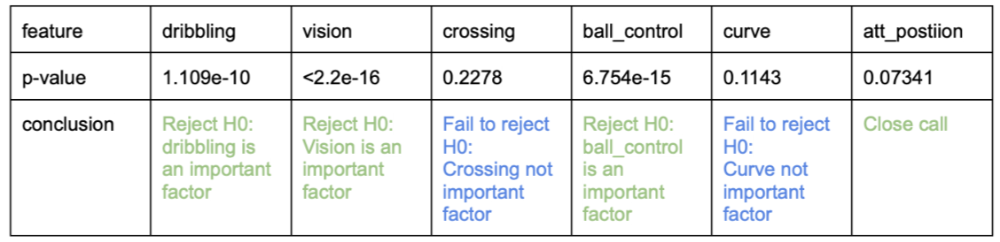 feature dribbling vision crossing ball_control curve att_postiion
p-value 1.109e-10 <2.2e-16 0.2278 6.754e-15 0.1143 0.07341
conclusion
Reject H0:
dribbling is
an important
factor
Reject H0:
Vision is an
important
factor
Fail to reject
H0:
Crossing not
important
factor
Reject H0:
ball_control
is an
important
factor
Fail to reject
H0:
Curve not
important
factor
Close call